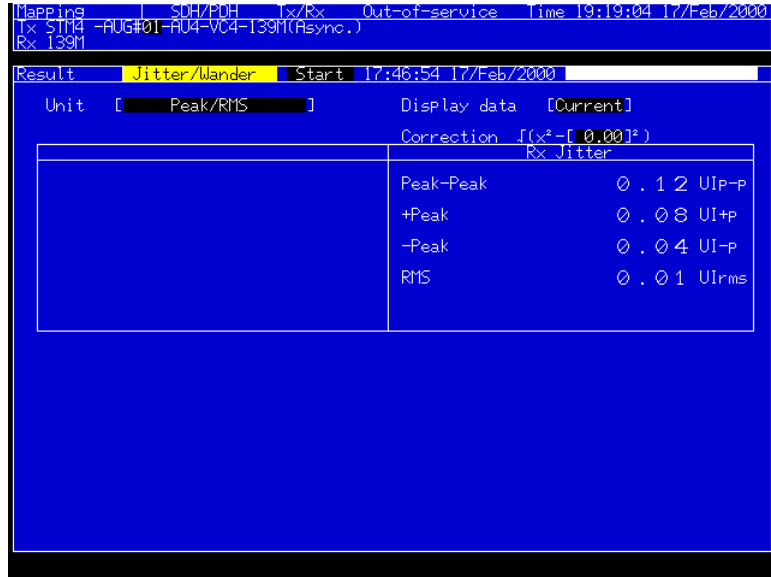 Mapping | SDH/PDH Tx/Rx Out-of-service Time 19:19:04 17/Feb/2000
Tx STM4 -AUG#01-AU4-VC4-139M(Async.)
Rx 139M
Result Jitter/Wander Start 17:46:54 17/Feb/2000
Unit [ Peak/RMS ] Display data [Current]
Correction √(x²-[ 0.00]²)
Rx Jitter
Peak-Peak 0.12 UIp-p
+Peak 0.08 UI+p
-Peak 0.04 UI-p
RMS 0.01 UIrms